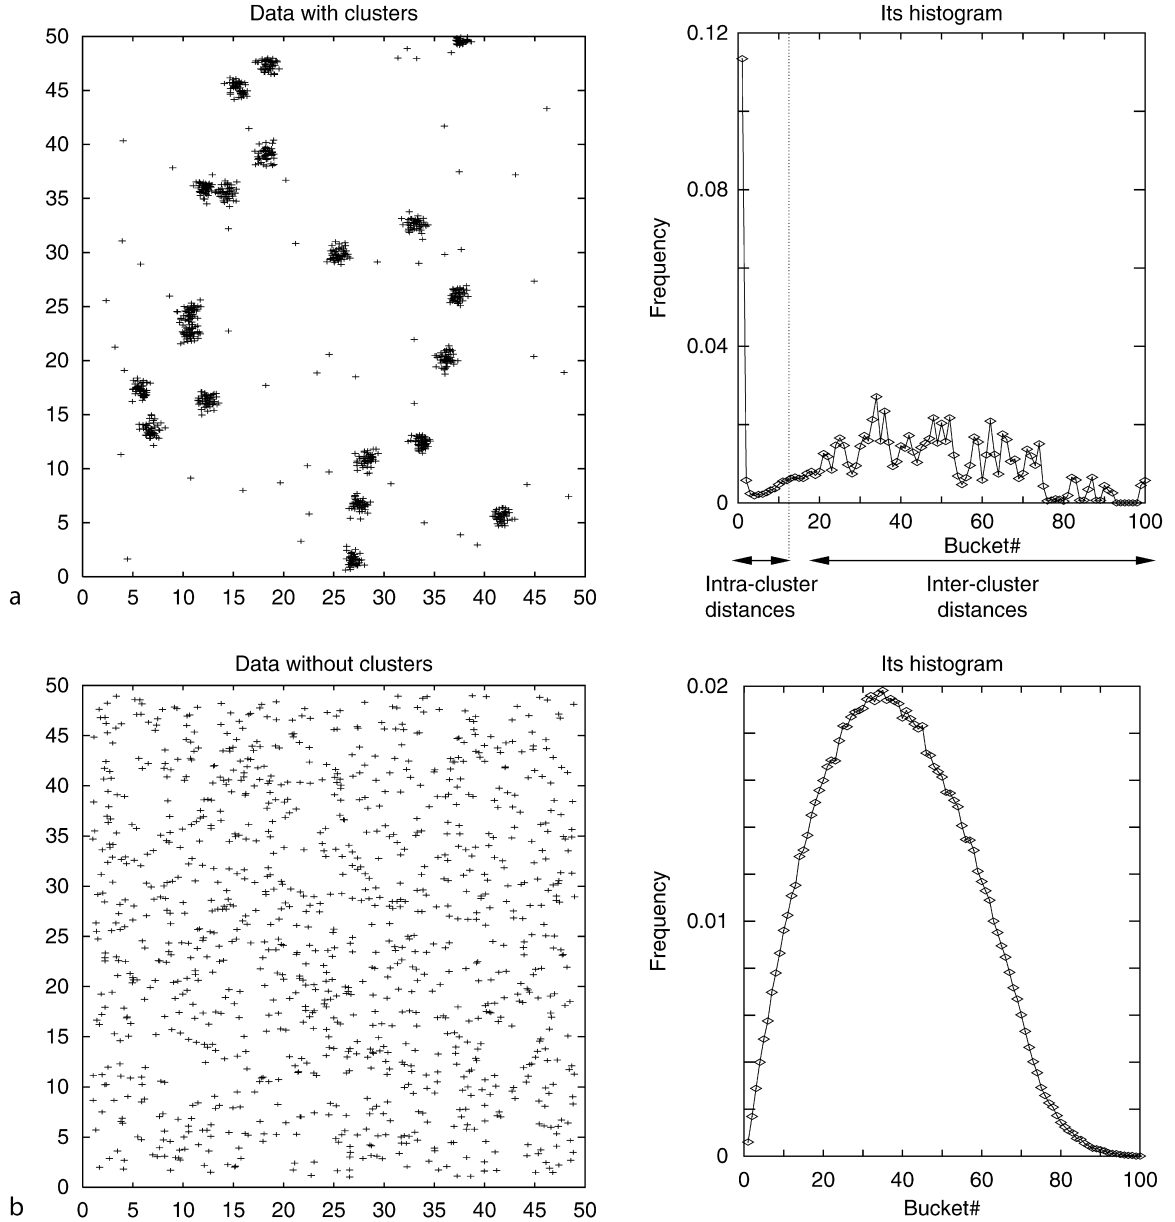 Data with clusters
50
45
40
35
30
25
20
15
10
5
0
0 5 10 15 20 25 30 35 40 45 50
a
Its histogram
0.12
0.08
0.04
0
Frequency
0 20 40 60 80 100
Bucket#
Intra-cluster
distances
Inter-cluster
distances
Data without clusters
50
45
40
35
30
25
20
15
10
5
0
0 5 10 15 20 25 30 35 40 45 50
b
Its histogram
0.02
0.01
0
Frequency
0 20 40 60 80 100
Bucket#